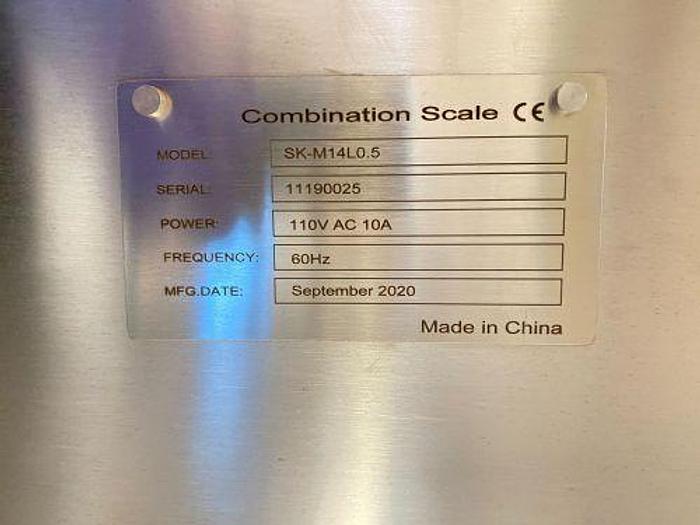 Combination Scale CE
MODEL: SK-M14L0.5
SERIAL: 11190025
POWER: 110V AC 10A
FREQUENCY: 60Hz
MFG.DATE: September 2020
Made in China